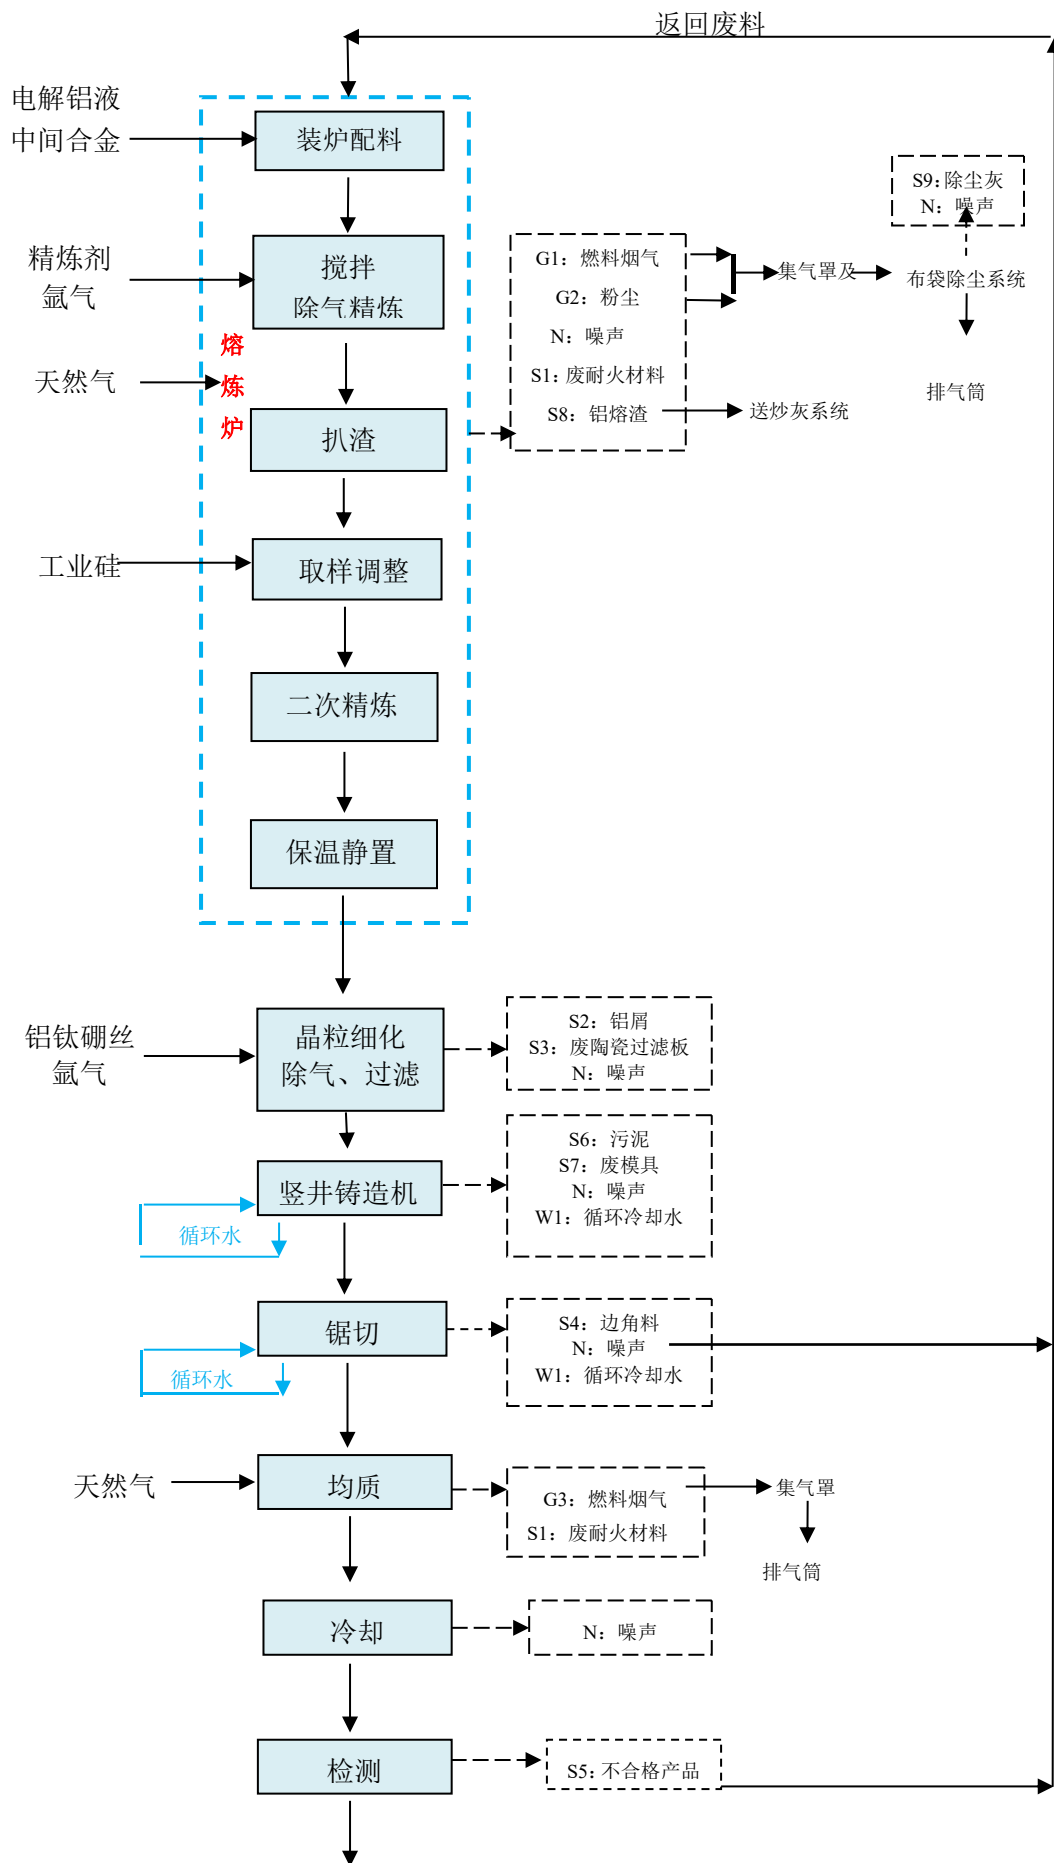 返回废料
电解铝液
中间合金
装炉配料
S9：除尘灰
N：噪声
精炼剂
氩气
搅拌
除气精炼
G1：燃料烟气
G2：粉尘
N：噪声
S1：废耐火材料
S8：铝熔渣
集气罩及
布袋除尘系统
排气筒
送炒灰系统
天然气
熔
炼
炉
扒渣
工业硅
取样调整
二次精炼
保温静置
铝钛硼丝
氩气
晶粒细化
除气、过滤
S2：铝屑
S3：废陶瓷过滤板
N：噪声
竖井铸造机
循环水
S6：污泥
S7：废模具
N：噪声
W1：循环冷却水
锯切
循环水
S4：边角料
N：噪声
W1：循环冷却水
天然气
均质
G3：燃料烟气
S1：废耐火材料
集气罩
排气筒
冷却
N：噪声
检测
S5：不合格产品